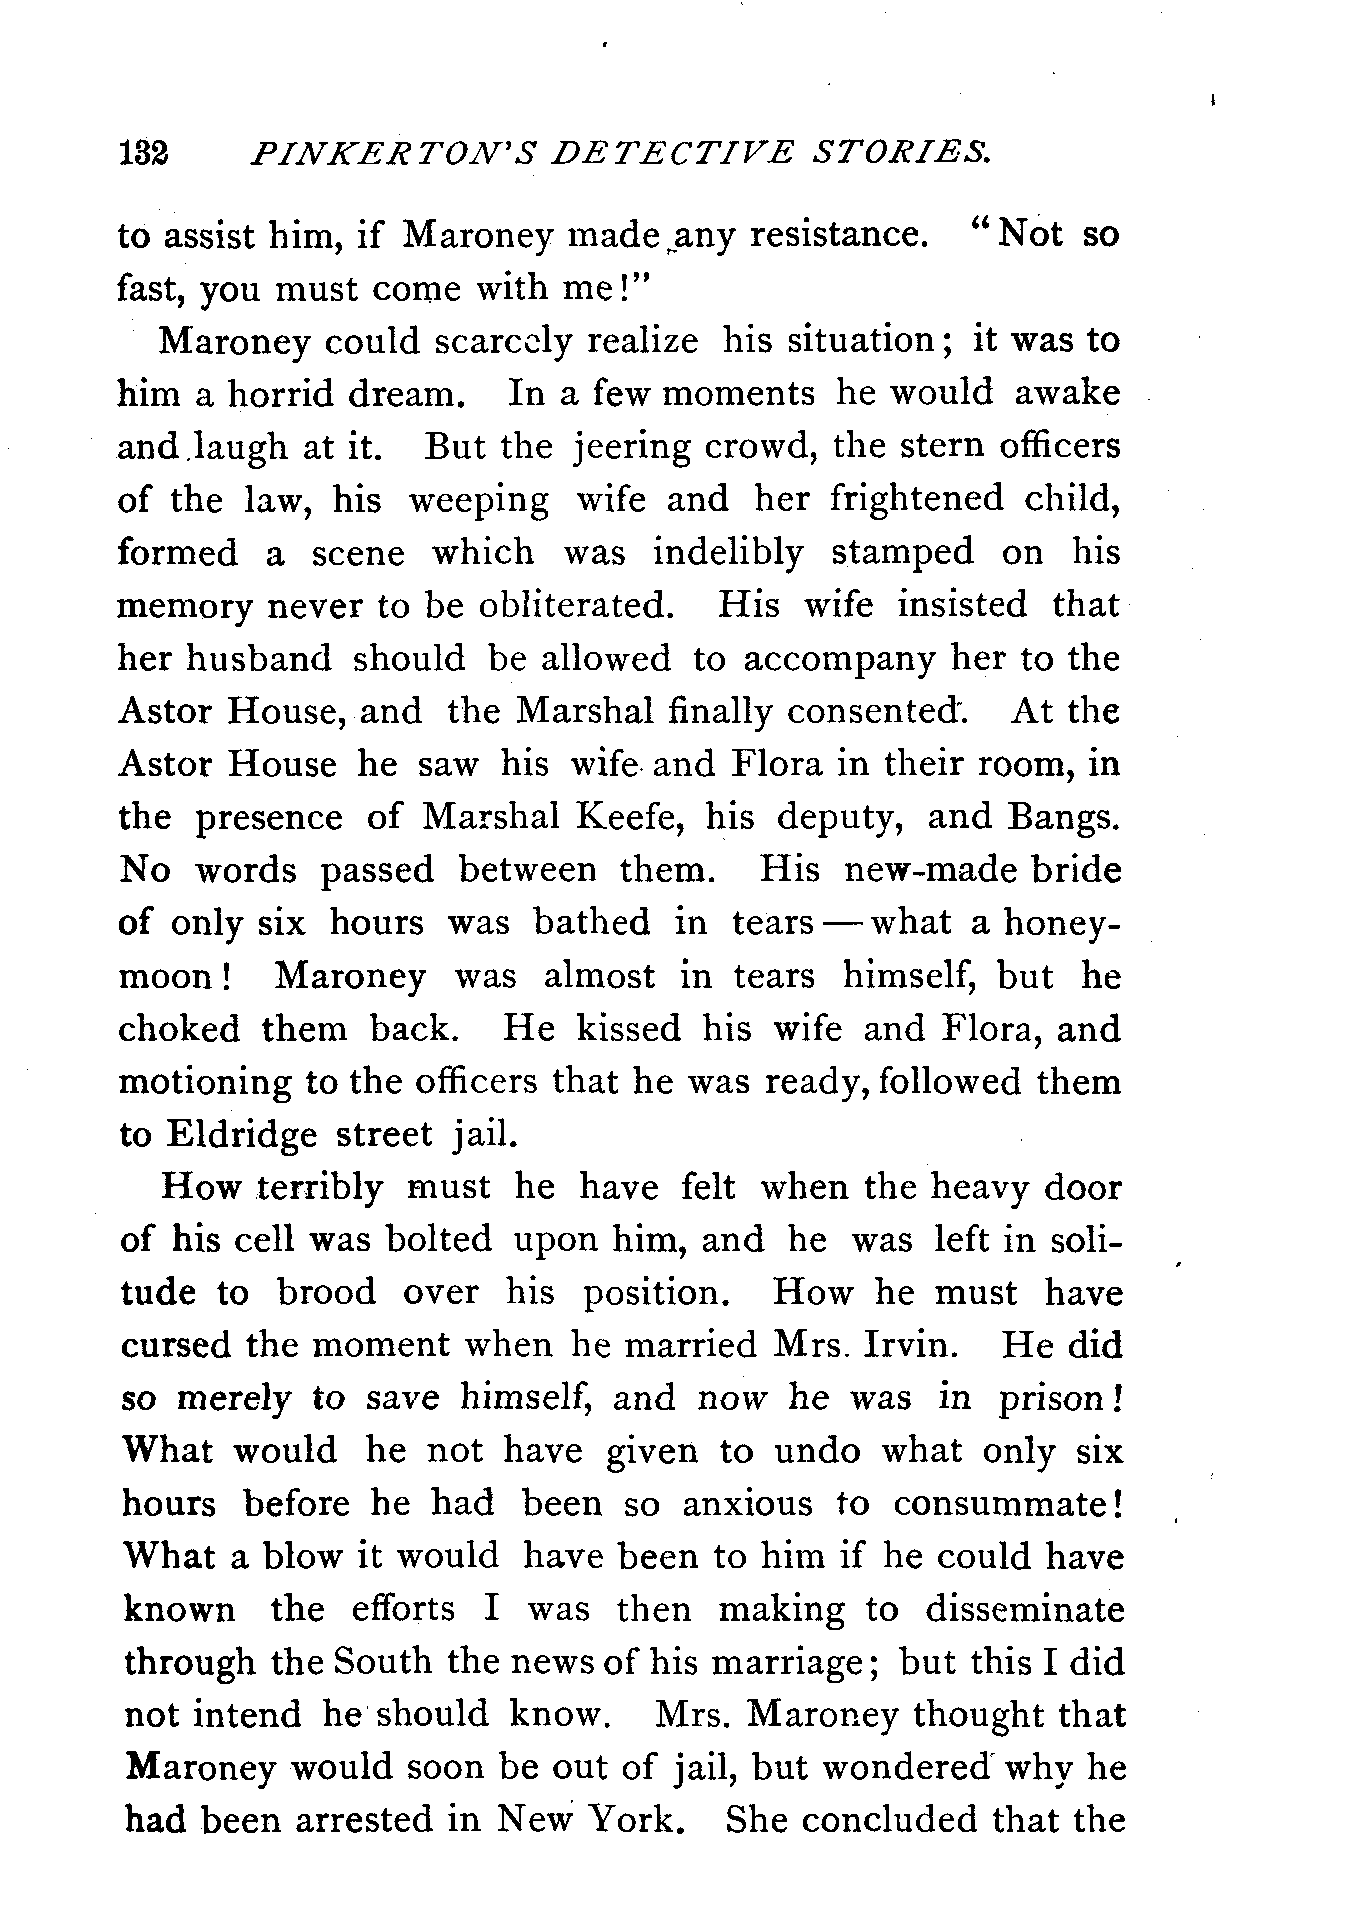 132 PINKERTON'S DETECTIVE STORIES.
to assist him, if Maroney made any resistance. "Not so
fast, you must come with me!"
Maroney could scarcely realize his situation; it was to
him a horrid dream. In a few moments he would awake
and laugh at it. But the jeering crowd, the stern officers
of the law, his weeping wife and her frightened child,
formed a scene which was indelibly stamped on his
memory never to be obliterated. His wife insisted that
her husband should be allowed to accompany her to the
Astor House, and the Marshal finally consented. At the
Astor House he saw his wife and Flora in their room, in
the presence of Marshal Keefe, his deputy, and Bangs.
No words passed between them. His new-made bride
of only six hours was bathed in tears — what a honey-
moon! Maroney was almost in tears himself, but he
choked them back. He kissed his wife and Flora, and
motioning to the officers that he was ready, followed them
to Eldridge street jail.
How terribly must he have felt when the heavy door
of his cell was bolted upon him, and he was left in soli-
tude to brood over his position. How he must have
cursed the moment when he married Mrs. Irvin. He did
so merely to save himself, and now he was in prison!
What would he not have given to undo what only six
hours before he had been so anxious to consummate!
What a blow it would have been to him if he could have
known the efforts I was then making to disseminate
through the South the news of his marriage; but this I did
not intend he should know. Mrs. Maroney thought that
Maroney would soon be out of jail, but wondered why he
had been arrested in New York. She concluded that the